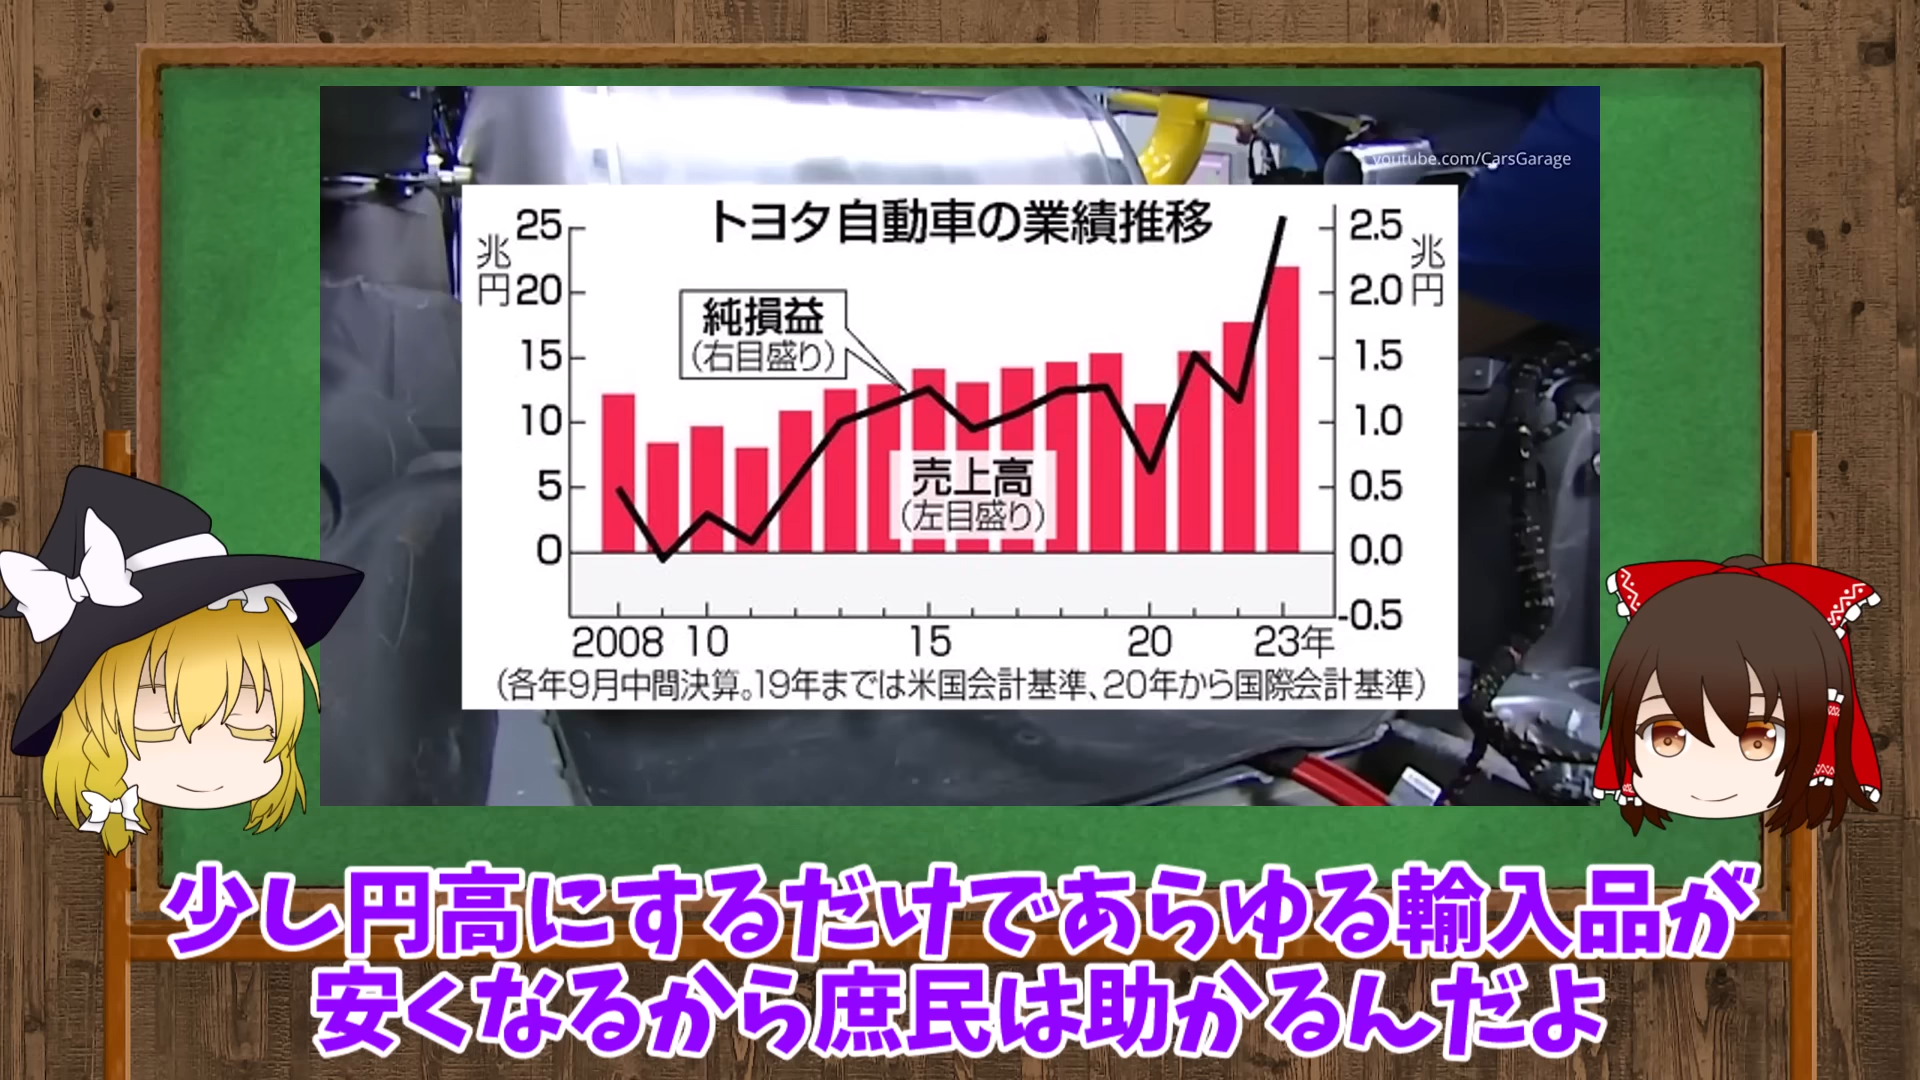 youtube.com/CarsGarage
トヨタ自動車の業績推移
兆円
25
20
15
10
5
0
純損益
(右目盛り)
売上高
(左目盛り)
2.5
2.0
1.5
1.0
0.5
0.0
-0.5
兆円
2008 10 15 20 23年
(各年9月中間決算。19年までは米国会計基準、20年から国際会計基準)
少し円高にするだけであらゆる輸入品が
安くなるから庶民は助かるんだよ